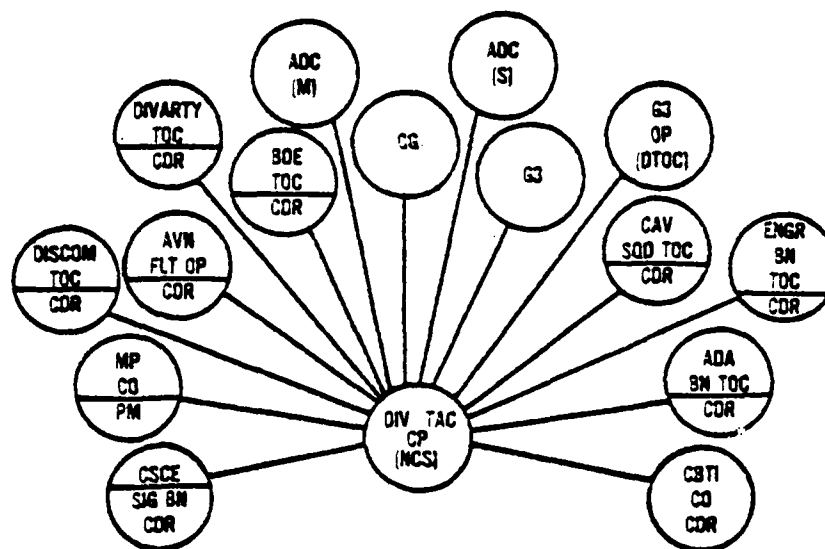 ADC
(M)
ADC
(S)
DIVARTY
TOC
CDR
BDE
TOC
CDR
CG
G3
G3
OP
(DTOC)
DISCOM
TOC
CDR
AVN
FLT OP
CDR
CAV
SQD TOC
CDR
ENGR
BN
TOC
CDR
MP
CO
PM
ADA
BN TOC
CDR
DIV TAC
CP
(NCS)
CSCE
SIG BN
CDR
CBTI
CO
CDR